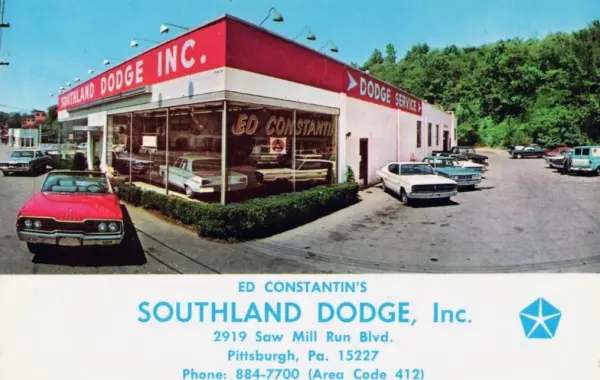 SOUTHLAND DODGE INC.
DODGE SERVICE
ED CONSTANTIN
ED CONSTANTIN'S
SOUTHLAND DODGE, Inc.
2919 Saw Mill Run Blvd.
Pittsburgh, Pa. 15227
Phone: 884-7700 (Area Code 412)